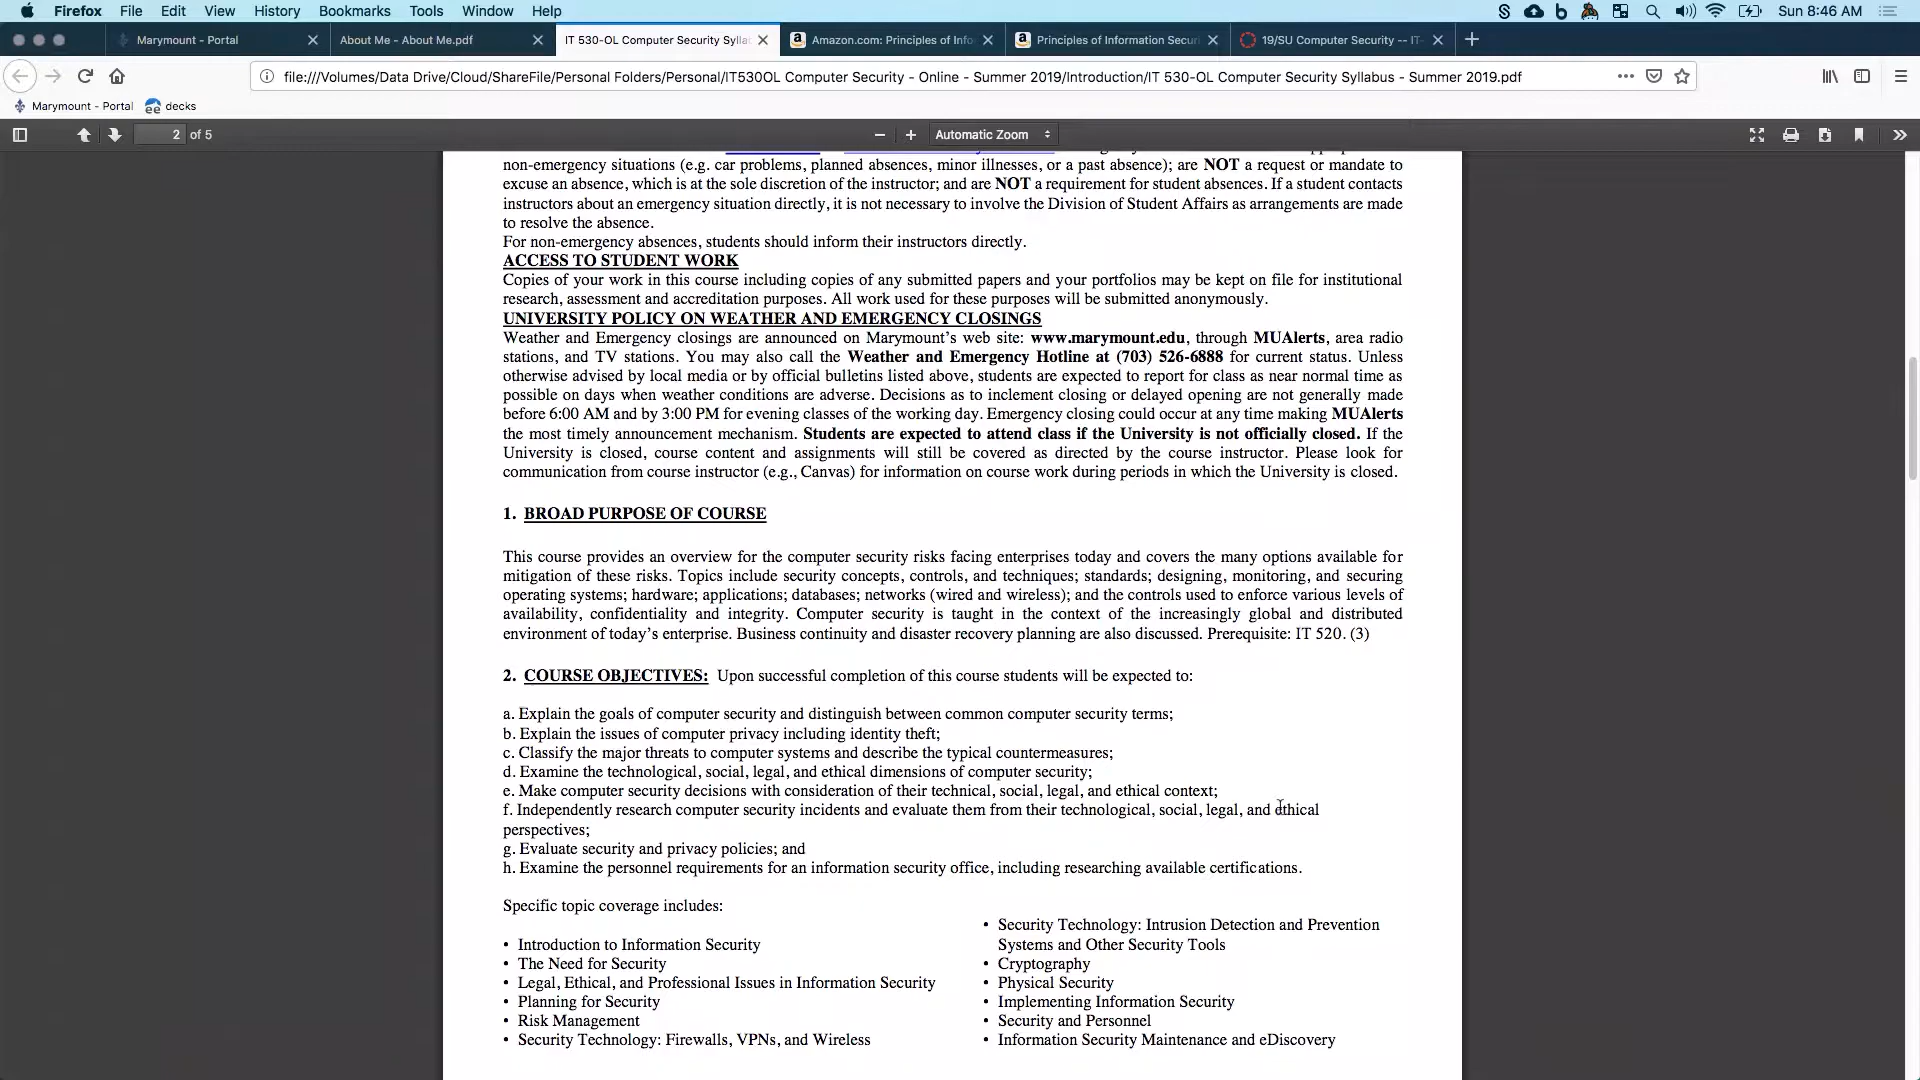 Firefox File Edit View History Bookmarks Tools Window Help Sun 8:46 AM
Marymount - Portal About Me - About Me.pdf IT 530-OL Computer Security Sylla Amazon.com: Principles of Info Principles of Information Secur 19/SU Computer Security -- IT-
file:///Volumes/Data Drive/Cloud/ShareFile/Personal Folders/Personal/IT530OL Computer Security - Online - Summer 2019/Introduction/IT 530-OL Computer Security Syllabus - Summer 2019.pdf
Marymount - Portal decks
2 of 5 Automatic Zoom
non-emergency situations (e.g. car problems, planned absences, minor illnesses, or a past absence); are NOT a request or mandate to
excuse an absence, which is at the sole discretion of the instructor; and are NOT a requirement for student absences. If a student contacts
instructors about an emergency situation directly, it is not necessary to involve the Division of Student Affairs as arrangements are made
to resolve the absence.
For non-emergency absences, students should inform their instructors directly.
ACCESS TO STUDENT WORK
Copies of your work in this course including copies of any submitted papers and your portfolios may be kept on file for institutional
research, assessment and accreditation purposes. All work used for these purposes will be submitted anonymously.
UNIVERSITY POLICY ON WEATHER AND EMERGENCY CLOSINGS
Weather and Emergency closings are announced on Marymount’s web site: www.marymount.edu, through MUAlerts, area radio
stations, and TV stations. You may also call the Weather and Emergency Hotline at (703) 526-6888 for current status. Unless
otherwise advised by local media or by official bulletins listed above, students are expected to report for class as near normal time as
possible on days when weather conditions are adverse. Decisions as to inclement closing or delayed opening are not generally made
before 6:00 AM and by 3:00 PM for evening classes of the working day. Emergency closing could occur at any time making MUAlerts
the most timely announcement mechanism. Students are expected to attend class if the University is not officially closed. If the
University is closed, course content and assignments will still be covered as directed by the course instructor. Please look for
communication from course instructor (e.g., Canvas) for information on course work during periods in which the University is closed.
1. BROAD PURPOSE OF COURSE
This course provides an overview for the computer security risks facing enterprises today and covers the many options available for
mitigation of these risks. Topics include security concepts, controls, and techniques; standards; designing, monitoring, and securing
operating systems; hardware; applications; databases; networks (wired and wireless); and the controls used to enforce various levels of
availability, confidentiality and integrity. Computer security is taught in the context of the increasingly global and distributed
environment of today’s enterprise. Business continuity and disaster recovery planning are also discussed. Prerequisite: IT 520. (3)
2. COURSE OBJECTIVES: Upon successful completion of this course students will be expected to:
a. Explain the goals of computer security and distinguish between common computer security terms;
b. Explain the issues of computer privacy including identity theft;
c. Classify the major threats to computer systems and describe the typical countermeasures;
d. Examine the technological, social, legal, and ethical dimensions of computer security;
e. Make computer security decisions with consideration of their technical, social, legal, and ethical context;
f. Independently research computer security incidents and evaluate them from their technological, social, legal, and ethical
perspectives;
g. Evaluate security and privacy policies; and
h. Examine the personnel requirements for an information security office, including researching available certifications.
Specific topic coverage includes:
• Introduction to Information Security
• The Need for Security
• Legal, Ethical, and Professional Issues in Information Security
• Planning for Security
• Risk Management
• Security Technology: Firewalls, VPNs, and Wireless
• Security Technology: Intrusion Detection and Prevention
Systems and Other Security Tools
• Cryptography
• Physical Security
• Implementing Information Security
• Security and Personnel
• Information Security Maintenance and eDiscovery